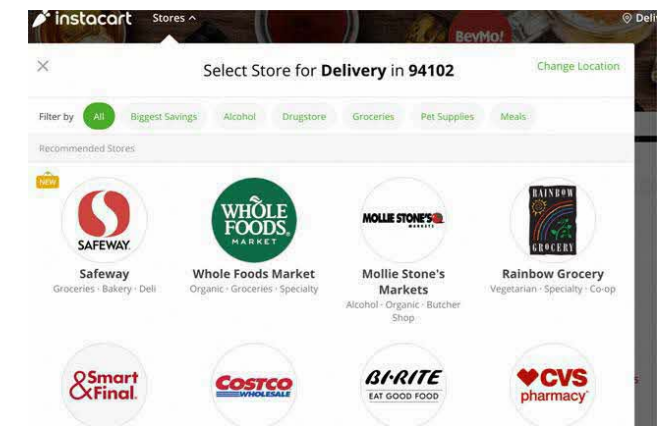 instacart Stores
BevMo!
Select Store for Delivery in 94102
Change Location
Filter by All Biggest Savings Alcohol Drugstore Groceries Pet Supplies Meals
Recommended Stores
NEW
SAFEWAY
WHOLE
FOODS
MARKET
MOLLIE STONE'S
MARKETS
RAINBOW
GROCERY
Safeway
Groceries · Bakery · Deli
Whole Foods Market
Organic · Groceries · Specialty
Mollie Stone's
Markets
Alcohol · Organic · Butcher
Shop
Rainbow Grocery
Vegetarian · Specialty · Co-op
Smart
&Final.
COSTCO
WHOLESALE
BI-RITE
EAT GOOD FOOD
CVS
pharmacy